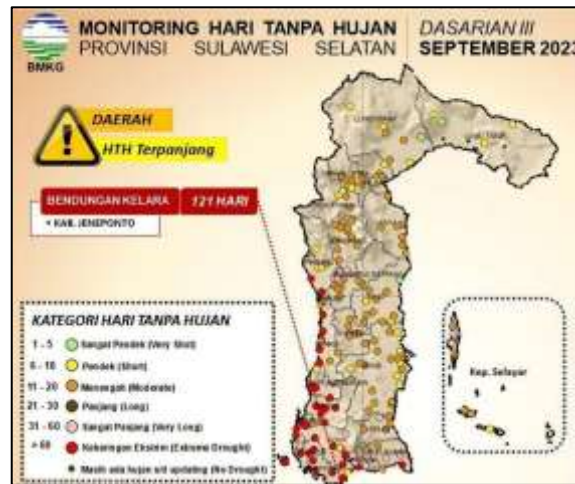 BMKG
MONITORING HARI TANPA HUJAN
PROVINSI SULAWESI SELATAN
DASARIAN III
SEPTEMBER 2023
DAERAH
HTH Terpanjang
BENDUNGAN KELARA 121 HARI
• KAB. JENEPONTO
KATEGORI HARI TANPA HUJAN
1 - 5 Sangat Pendek (Very Short)
6 - 10 Pendek (Short)
11 - 20 Menengah (Moderate)
21 - 30 Panjang (Long)
31 - 60 Sangat Panjang (Very Long)
> 60 Kekeringan Ekstrim (Extreme Drought)
Masih ada hujan s/d updating (No Drought)
Kep. Selayar